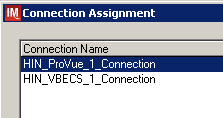 IM Connection Assignment
Connection Name
HIN_ProVue_1_Connection
HIN_VBECS_1_Connection